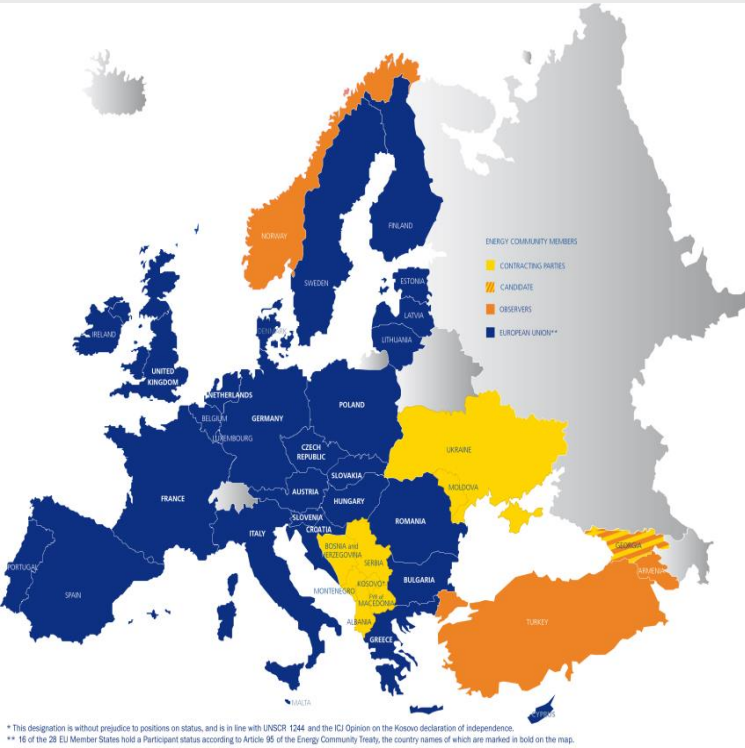 NORWAY
FINLAND
SWEDEN
ENERGY COMMUNITY MEMBERS
CONTRACTING PARTIES
CANDIDATE
OBSERVERS
EUROPEAN UNION**
ESTONIA
LATVIA
LITHUANIA
DENMARK
IRELAND
UNITED
KINGDOM
NETHERLANDS
BELGIUM
LUXEMBOURG
GERMANY
POLAND
CZECH
REPUBLIC
SLOVAKIA
AUSTRIA
HUNGARY
SLOVENIA
CROATIA
FRANCE
ITALY
ROMANIA
UKRAINE
MOLDOVA
BOSNIA and
HERZEGOVINA
SERBIA
KOSOVO*
MONTENEGRO
FYR of
MACEDONIA
ALBANIA
BULGARIA
GREECE
GEORGIA
ARMENIA
TURKEY
PORTUGAL
SPAIN
MALTA
CYPRUS
* This designation is without prejudice to positions on status, and is in line with UNSCR 1244 and the ICJ Opinion on the Kosovo declaration of independence.
** 16 of the 28 EU Member States hold a Participant status according to Article 95 of the Energy Community Treaty, the country names of which are marked in bold on the map.